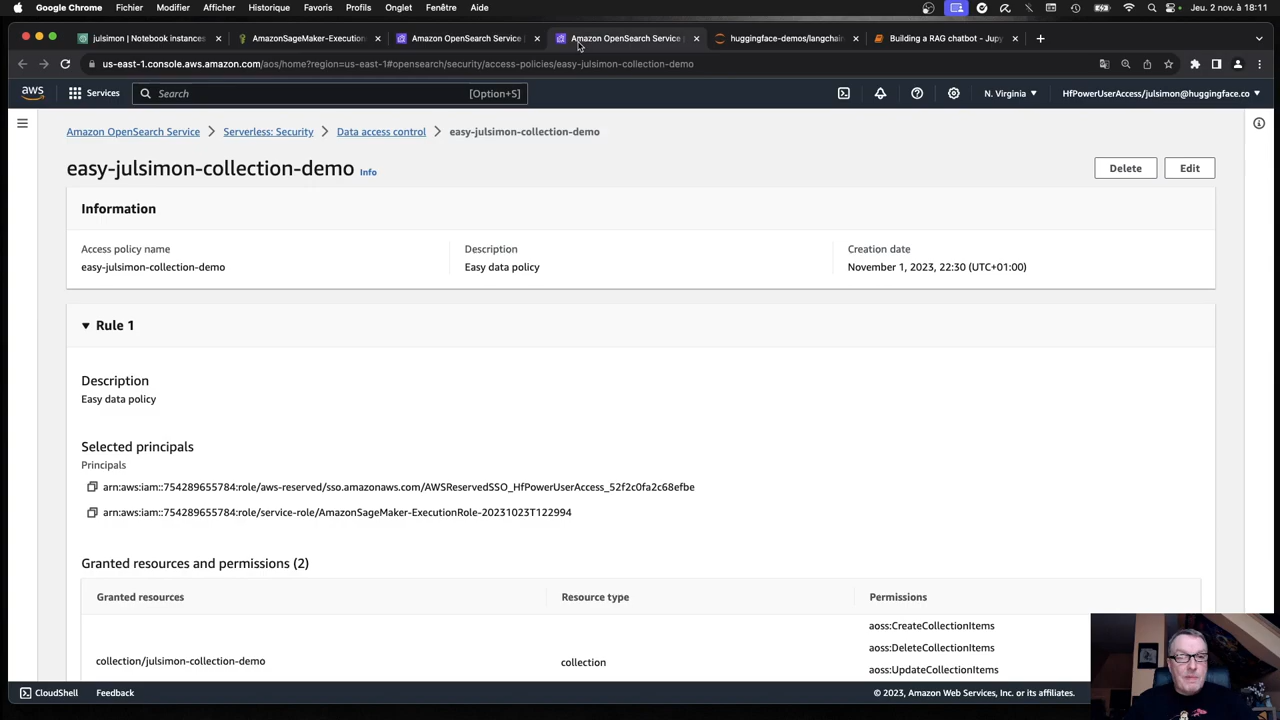 Google Chrome Fichier Modifier Afficher Historique Favoris Profils Onglet Fenêtre Aide Jeu. 2 nov. à 18:11
julsimon | Notebook instances AmazonSageMaker-Execution Amazon OpenSearch Service Amazon OpenSearch Service huggingface-demos/langchain Building a RAG chatbot - Jupy
us-east-1.console.aws.amazon.com/aos/home?region=us-east-1#opensearch/security/access-policies/easy-julsimon-collection-demo
aws Services Search [Option+S] N. Virginia HfPowerUserAccess/julsimon@huggingface.co
Amazon OpenSearch Service Serverless: Security Data access control easy-julsimon-collection-demo
easy-julsimon-collection-demo Info Delete Edit
Information
Access policy name Description Creation date
easy-julsimon-collection-demo Easy data policy November 1, 2023, 22:30 (UTC+01:00)
Rule 1
Description
Easy data policy
Selected principals
Principals
arn:aws:iam::754289655784:role/aws-reserved/sso.amazonaws.com/AWSReservedSSO_HfPowerUserAccess_52f2c0fa2c68efbe
arn:aws:iam::754289655784:role/service-role/AmazonSageMaker-ExecutionRole-20231023T122994
Granted resources and permissions (2)
Granted resources Resource type Permissions
aoss:CreateCollectionItems
aoss:DeleteCollectionItems
collection/julsimon-collection-demo collection
aoss:UpdateCollectionItems
CloudShell Feedback © 2023, Amazon Web Services, Inc. or its affiliates.